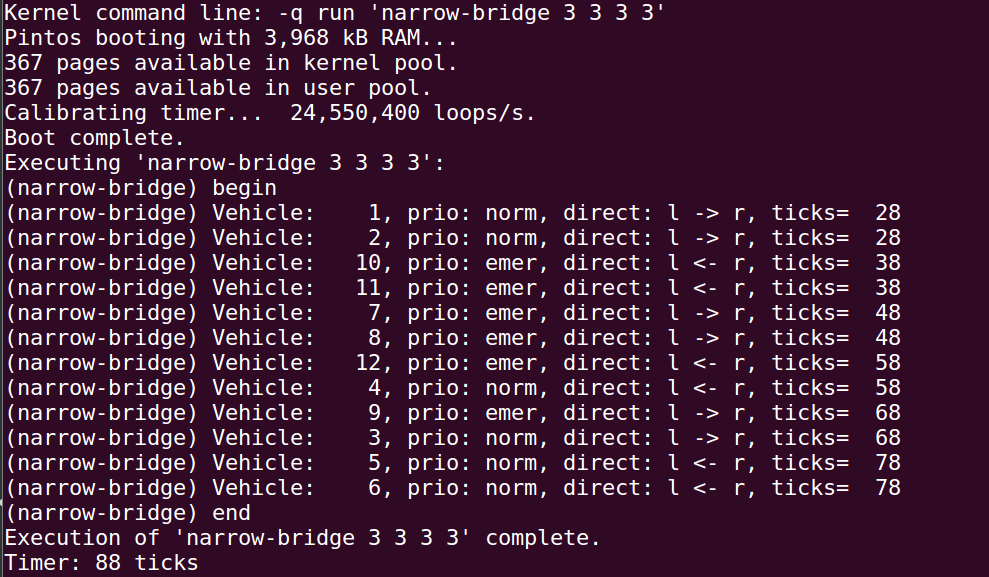 Kernel command line: -q run 'narrow-bridge 3 3 3 3'
Pintos booting with 3,968 kB RAM...
367 pages available in kernel pool.
367 pages available in user pool.
Calibrating timer...  24,550,400 loops/s.
Boot complete.
Executing 'narrow-bridge 3 3 3 3':
(narrow-bridge) begin
(narrow-bridge) Vehicle:    1, prio: norm, direct: l -> r, ticks=  28
(narrow-bridge) Vehicle:    2, prio: norm, direct: l -> r, ticks=  28
(narrow-bridge) Vehicle:   10, prio: emer, direct: l <- r, ticks=  38
(narrow-bridge) Vehicle:   11, prio: emer, direct: l <- r, ticks=  38
(narrow-bridge) Vehicle:    7, prio: emer, direct: l -> r, ticks=  48
(narrow-bridge) Vehicle:    8, prio: emer, direct: l -> r, ticks=  48
(narrow-bridge) Vehicle:   12, prio: emer, direct: l <- r, ticks=  58
(narrow-bridge) Vehicle:    4, prio: norm, direct: l <- r, ticks=  58
(narrow-bridge) Vehicle:    9, prio: emer, direct: l -> r, ticks=  68
(narrow-bridge) Vehicle:    3, prio: norm, direct: l -> r, ticks=  68
(narrow-bridge) Vehicle:    5, prio: norm, direct: l <- r, ticks=  78
(narrow-bridge) Vehicle:    6, prio: norm, direct: l <- r, ticks=  78
(narrow-bridge) end
Execution of 'narrow-bridge 3 3 3 3' complete.
Timer: 88 ticks